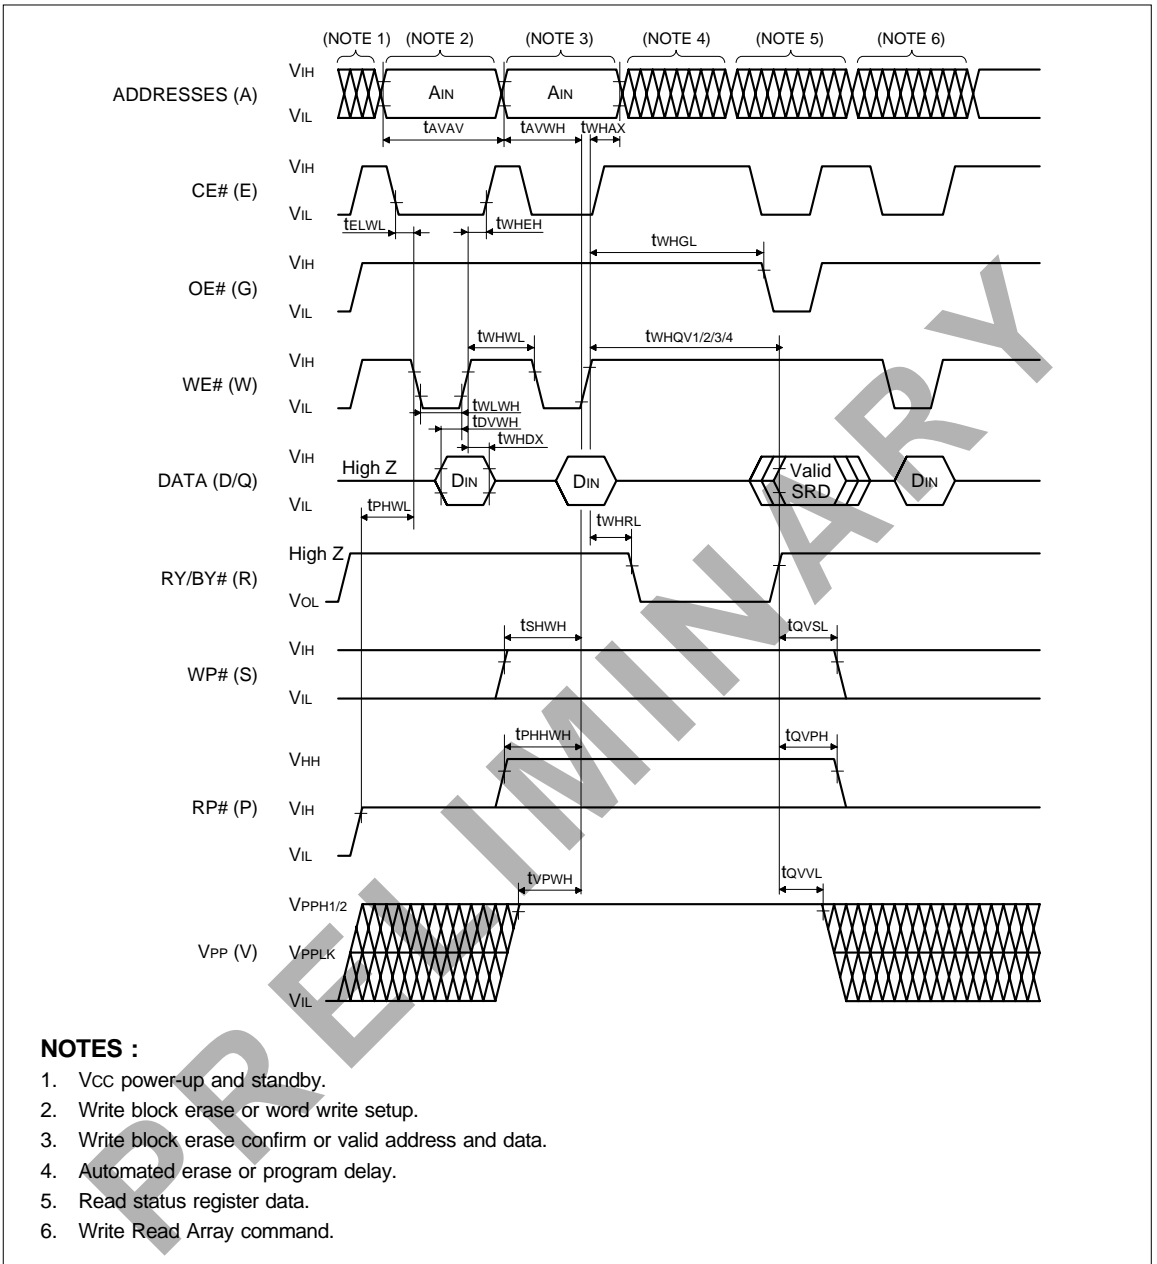 (NOTE 1) (NOTE 2) (NOTE 3) (NOTE 4) (NOTE 5) (NOTE 6)
ADDRESSES (A)
VIH
VIL
AIN AIN
tAVAV tAVWH tWHAX
CE# (E)
VIH
VIL
tELWL tWHEH
OE# (G)
VIH
VIL
tWHGL
WE# (W)
VIH
VIL
tWHWL tWHQV1/2/3/4
tWLWH
tDVWH
tWHDX
DATA (D/Q)
VIH
VIL
High Z
DIN DIN
Valid
SRD
DIN
tPHWL tWHRL
RY/BY# (R)
High Z
VOL
WP# (S)
VIH
VIL
tSHWH tQVSL
RP# (P)
VHH
VIH
VIL
tPHHWH tQVPH
VPP (V)
VPPH1/2
VPPLK
VIL
tVPWH tQVVL
PRELIMINARY
NOTES :
1. VCC power-up and standby.
2. Write block erase or word write setup.
3. Write block erase confirm or valid address and data.
4. Automated erase or program delay.
5. Read status register data.
6. Write Read Array command.